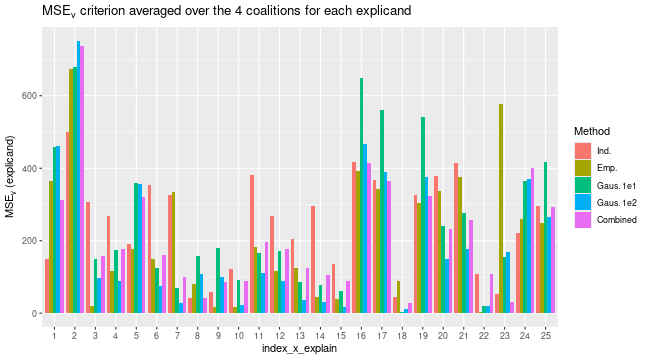 MSEv criterion averaged over the 4 coalitions for each explicand
MSEv (explicand)
600
400
200
0
1 2 3 4 5 6 7 8 9 10 11 12 13 14 15 16 17 18 19 20 21 22 23 24 25
index_x_explain
Method
Ind.
Emp.
Gaus. 1e1
Gaus. 1e2
Combined